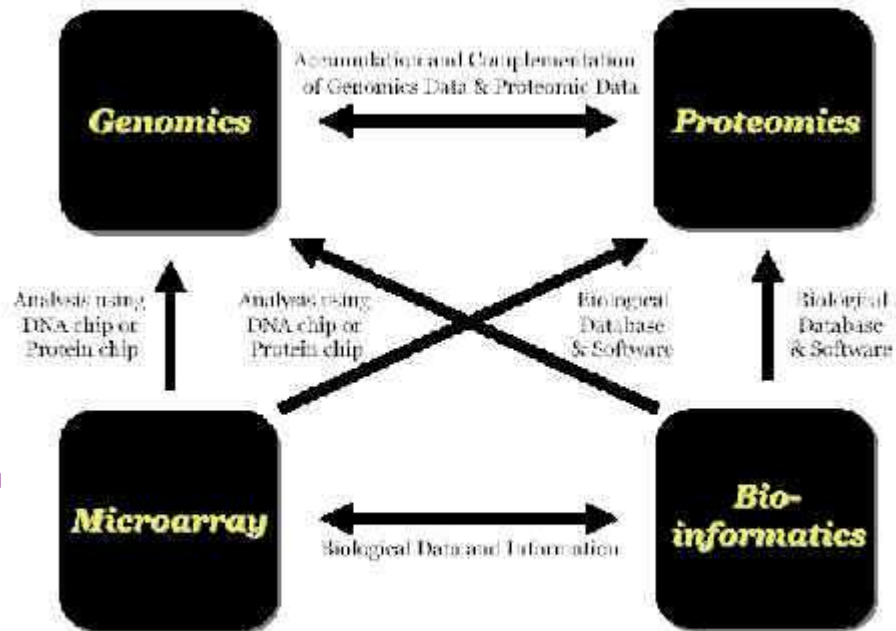 Accumulation and Complementation
of Genomics Data & Proteomic Data
Genomics
Proteomics
Analysis using
DNA chip or
Protein chip
Analysis using
DNA chip or
Protein chip
Biological
Database
& Software
Biological
Database
& Software
Microarray
Bio-
informatics
Biological Data and Information